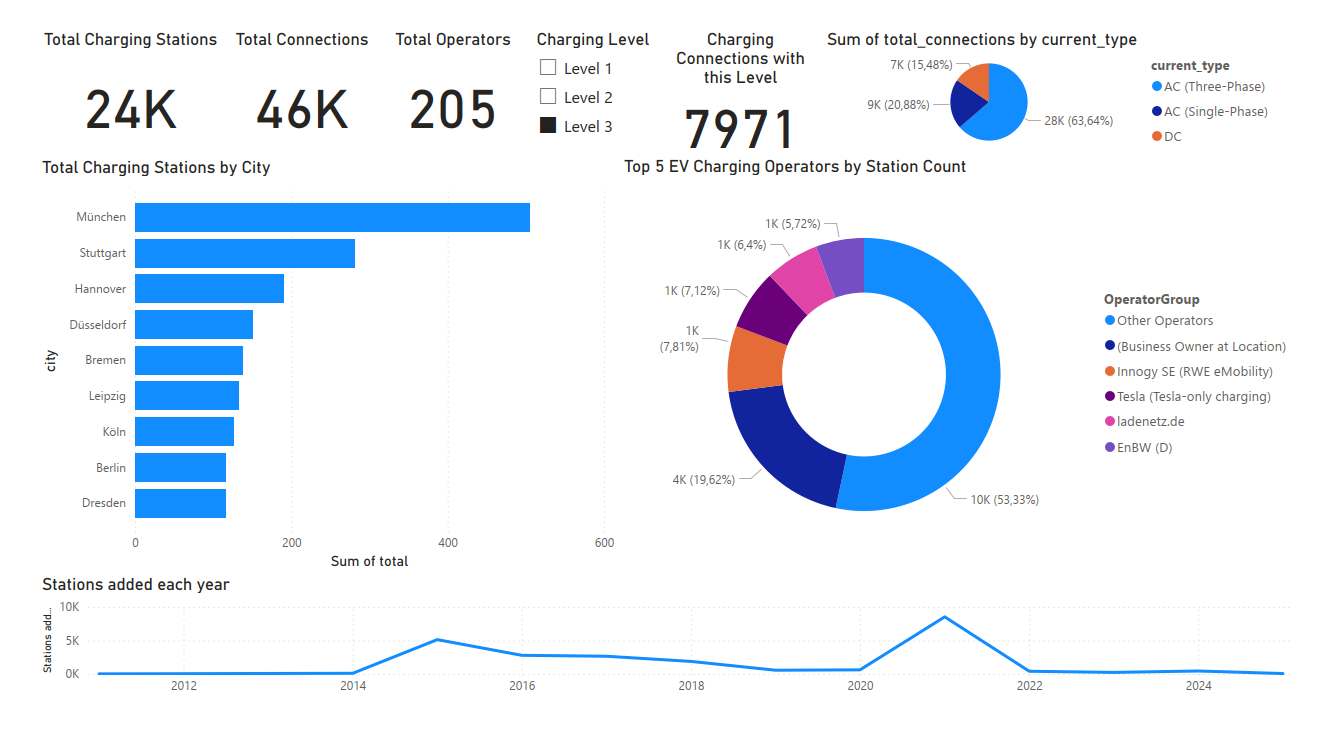 Total Charging Stations
24K
Total Connections
46K
Total Operators
205
Charging Level
Level 1
Level 2
Level 3
Charging
Connections with
this Level
7971
Sum of total_connections by current_type
7K (15,48%)
9K (20,88%)
28K (63,64%)
current_type
AC (Three-Phase)
AC (Single-Phase)
DC
Total Charging Stations by City
city
München
Stuttgart
Hannover
Düsseldorf
Bremen
Leipzig
Köln
Berlin
Dresden
0 200 400 600
Sum of total
Top 5 EV Charging Operators by Station Count
1K (5,72%)
1K (6,4%)
1K (7,12%)
1K
(7,81%)
4K (19,62%)
10K (53,33%)
OperatorGroup
Other Operators
(Business Owner at Location)
Innogy SE (RWE eMobility)
Tesla (Tesla-only charging)
ladenetz.de
EnBW (D)
Stations added each year
Stations add...
10K
5K
0K
2012 2014 2016 2018 2020 2022 2024